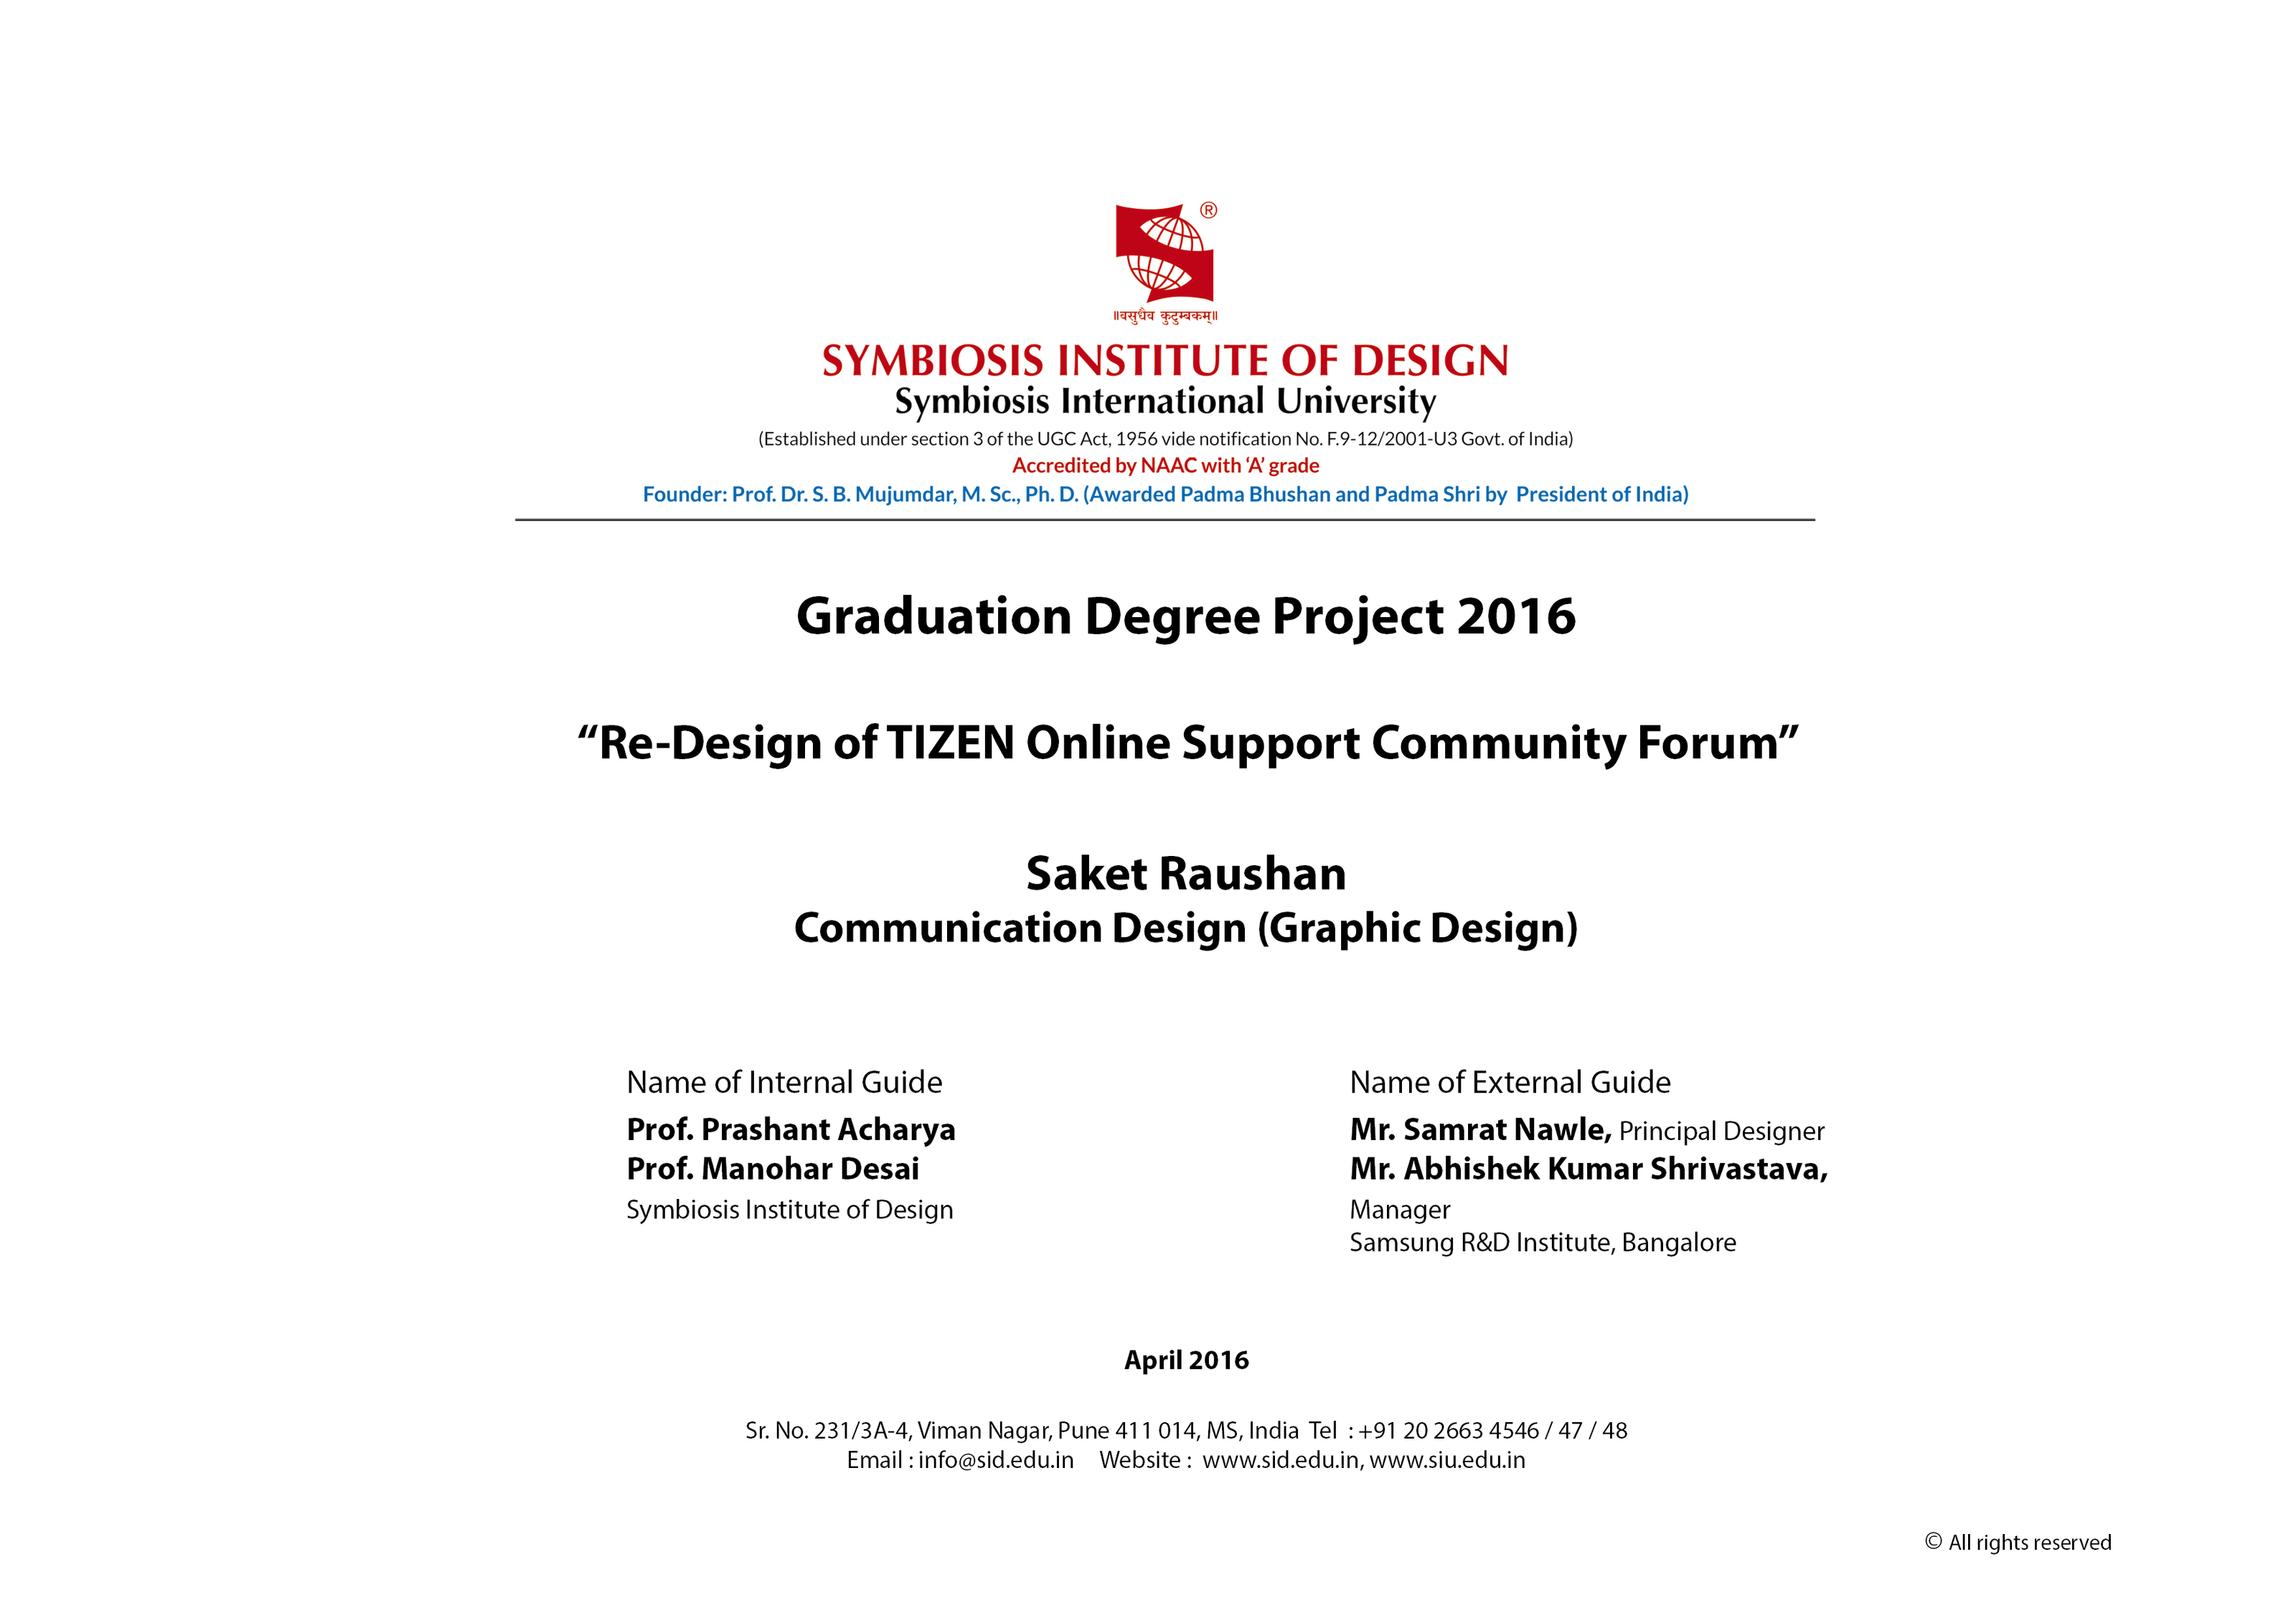 ®
॥वसुधैव कुटुम्बकम्॥
SYMBIOSIS INSTITUTE OF DESIGN
Symbiosis International University
(Established under section 3 of the UGC Act, 1956 vide notification No. F.9-12/2001-U3 Govt. of India)
Accredited by NAAC with ‘A’ grade
Founder: Prof. Dr. S. B. Mujumdar, M. Sc., Ph. D. (Awarded Padma Bhushan and Padma Shri by President of India)
Graduation Degree Project 2016
“Re-Design of TIZEN Online Support Community Forum”
Saket Raushan
Communication Design (Graphic Design)
Name of Internal Guide
Prof. Prashant Acharya
Prof. Manohar Desai
Symbiosis Institute of Design
Name of External Guide
Mr. Samrat Nawle, Principal Designer
Mr. Abhishek Kumar Shrivastava,
Manager
Samsung R&D Institute, Bangalore
April 2016
Sr. No. 231/3A-4, Viman Nagar, Pune 411 014, MS, India Tel : +91 20 2663 4546 / 47 / 48
Email : info@sid.edu.in Website : www.sid.edu.in, www.siu.edu.in
© All rights reserved